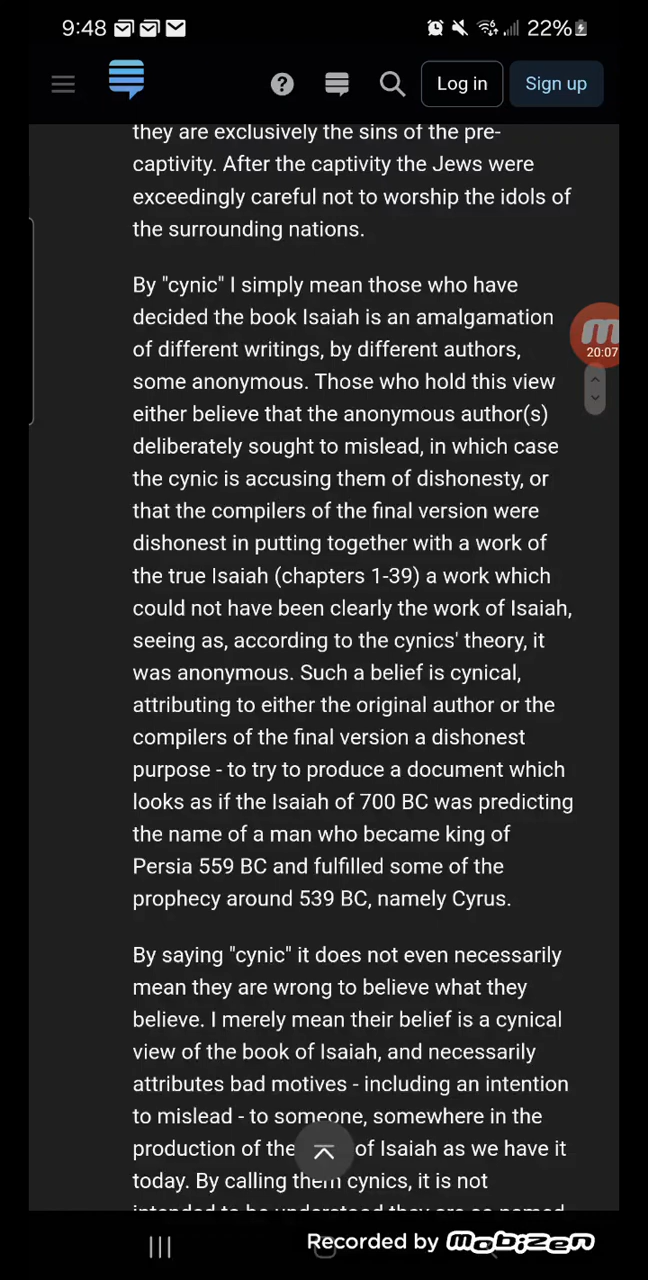 9:48
22%
Log in
Sign up
they are exclusively the sins of the pre-
captivity. After the captivity the Jews were
exceedingly careful not to worship the idols of
the surrounding nations.
By "cynic" I simply mean those who have
decided the book Isaiah is an amalgamation
of different writings, by different authors,
some anonymous. Those who hold this view
either believe that the anonymous author(s)
deliberately sought to mislead, in which case
the cynic is accusing them of dishonesty, or
that the compilers of the final version were
dishonest in putting together with a work of
the true Isaiah (chapters 1-39) a work which
could not have been clearly the work of Isaiah,
seeing as, according to the cynics' theory, it
was anonymous. Such a belief is cynical,
attributing to either the original author or the
compilers of the final version a dishonest
purpose - to try to produce a document which
looks as if the Isaiah of 700 BC was predicting
the name of a man who became king of
Persia 559 BC and fulfilled some of the
prophecy around 539 BC, namely Cyrus.
20:07
By saying "cynic" it does not even necessarily
mean they are wrong to believe what they
believe. I merely mean their belief is a cynical
view of the book of Isaiah, and necessarily
attributes bad motives - including an intention
to mislead - to someone, somewhere in the
production of the of Isaiah as we have it
today. By calling them cynics, it is not
intended to be understood they are so named
Recorded by mobizen